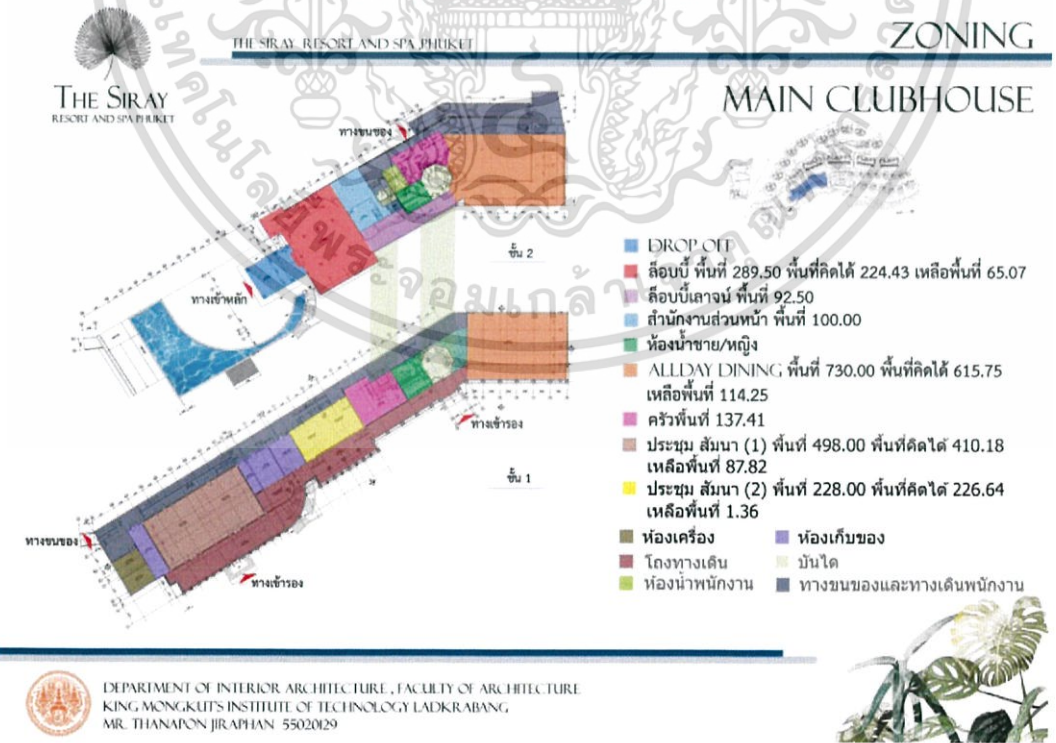 THE SIRAY RESORT AND SPA PHUKET
ZONING
THE SIRAY
RESORT AND SPA PHUKET
MAIN CLUBHOUSE
ทางขนของ
ชั้น 2
ทางเข้าหลัก
ทางเข้ารอง
ชั้น 1
ทางขนของ
ทางเข้ารอง
DROP OFF
ล็อบบี้ พื้นที่ 289.50 พื้นที่คิดได้ 224.43 เหลือพื้นที่ 65.07
ล็อบบี้เลาจน์ พื้นที่ 92.50
สำนักงานส่วนหน้า พื้นที่ 100.00
ห้องน้ำชาย/หญิง
ALLDAY DINING พื้นที่ 730.00 พื้นที่คิดได้ 615.75
เหลือพื้นที่ 114.25
ครัวพื้นที่ 137.41
ประชุม สัมนา (1) พื้นที่ 498.00 พื้นที่คิดได้ 410.18
เหลือพื้นที่ 87.82
ประชุม สัมนา (2) พื้นที่ 228.00 พื้นที่คิดได้ 226.64
เหลือพื้นที่ 1.36
ห้องเครื่อง
ห้องเก็บของ
โถงทางเดิน
บันได
ห้องน้ำพนักงาน
ทางขนของและทางเดินพนักงาน
DEPARTMENT OF INTERIOR ARCHITECTURE , FACULTY OF ARCHITECTURE
KING MONGKUT'S INSTITUTE OF TECHNOLOGY LADKRABANG
MR. THANAPON JIRAPHAN 55020129